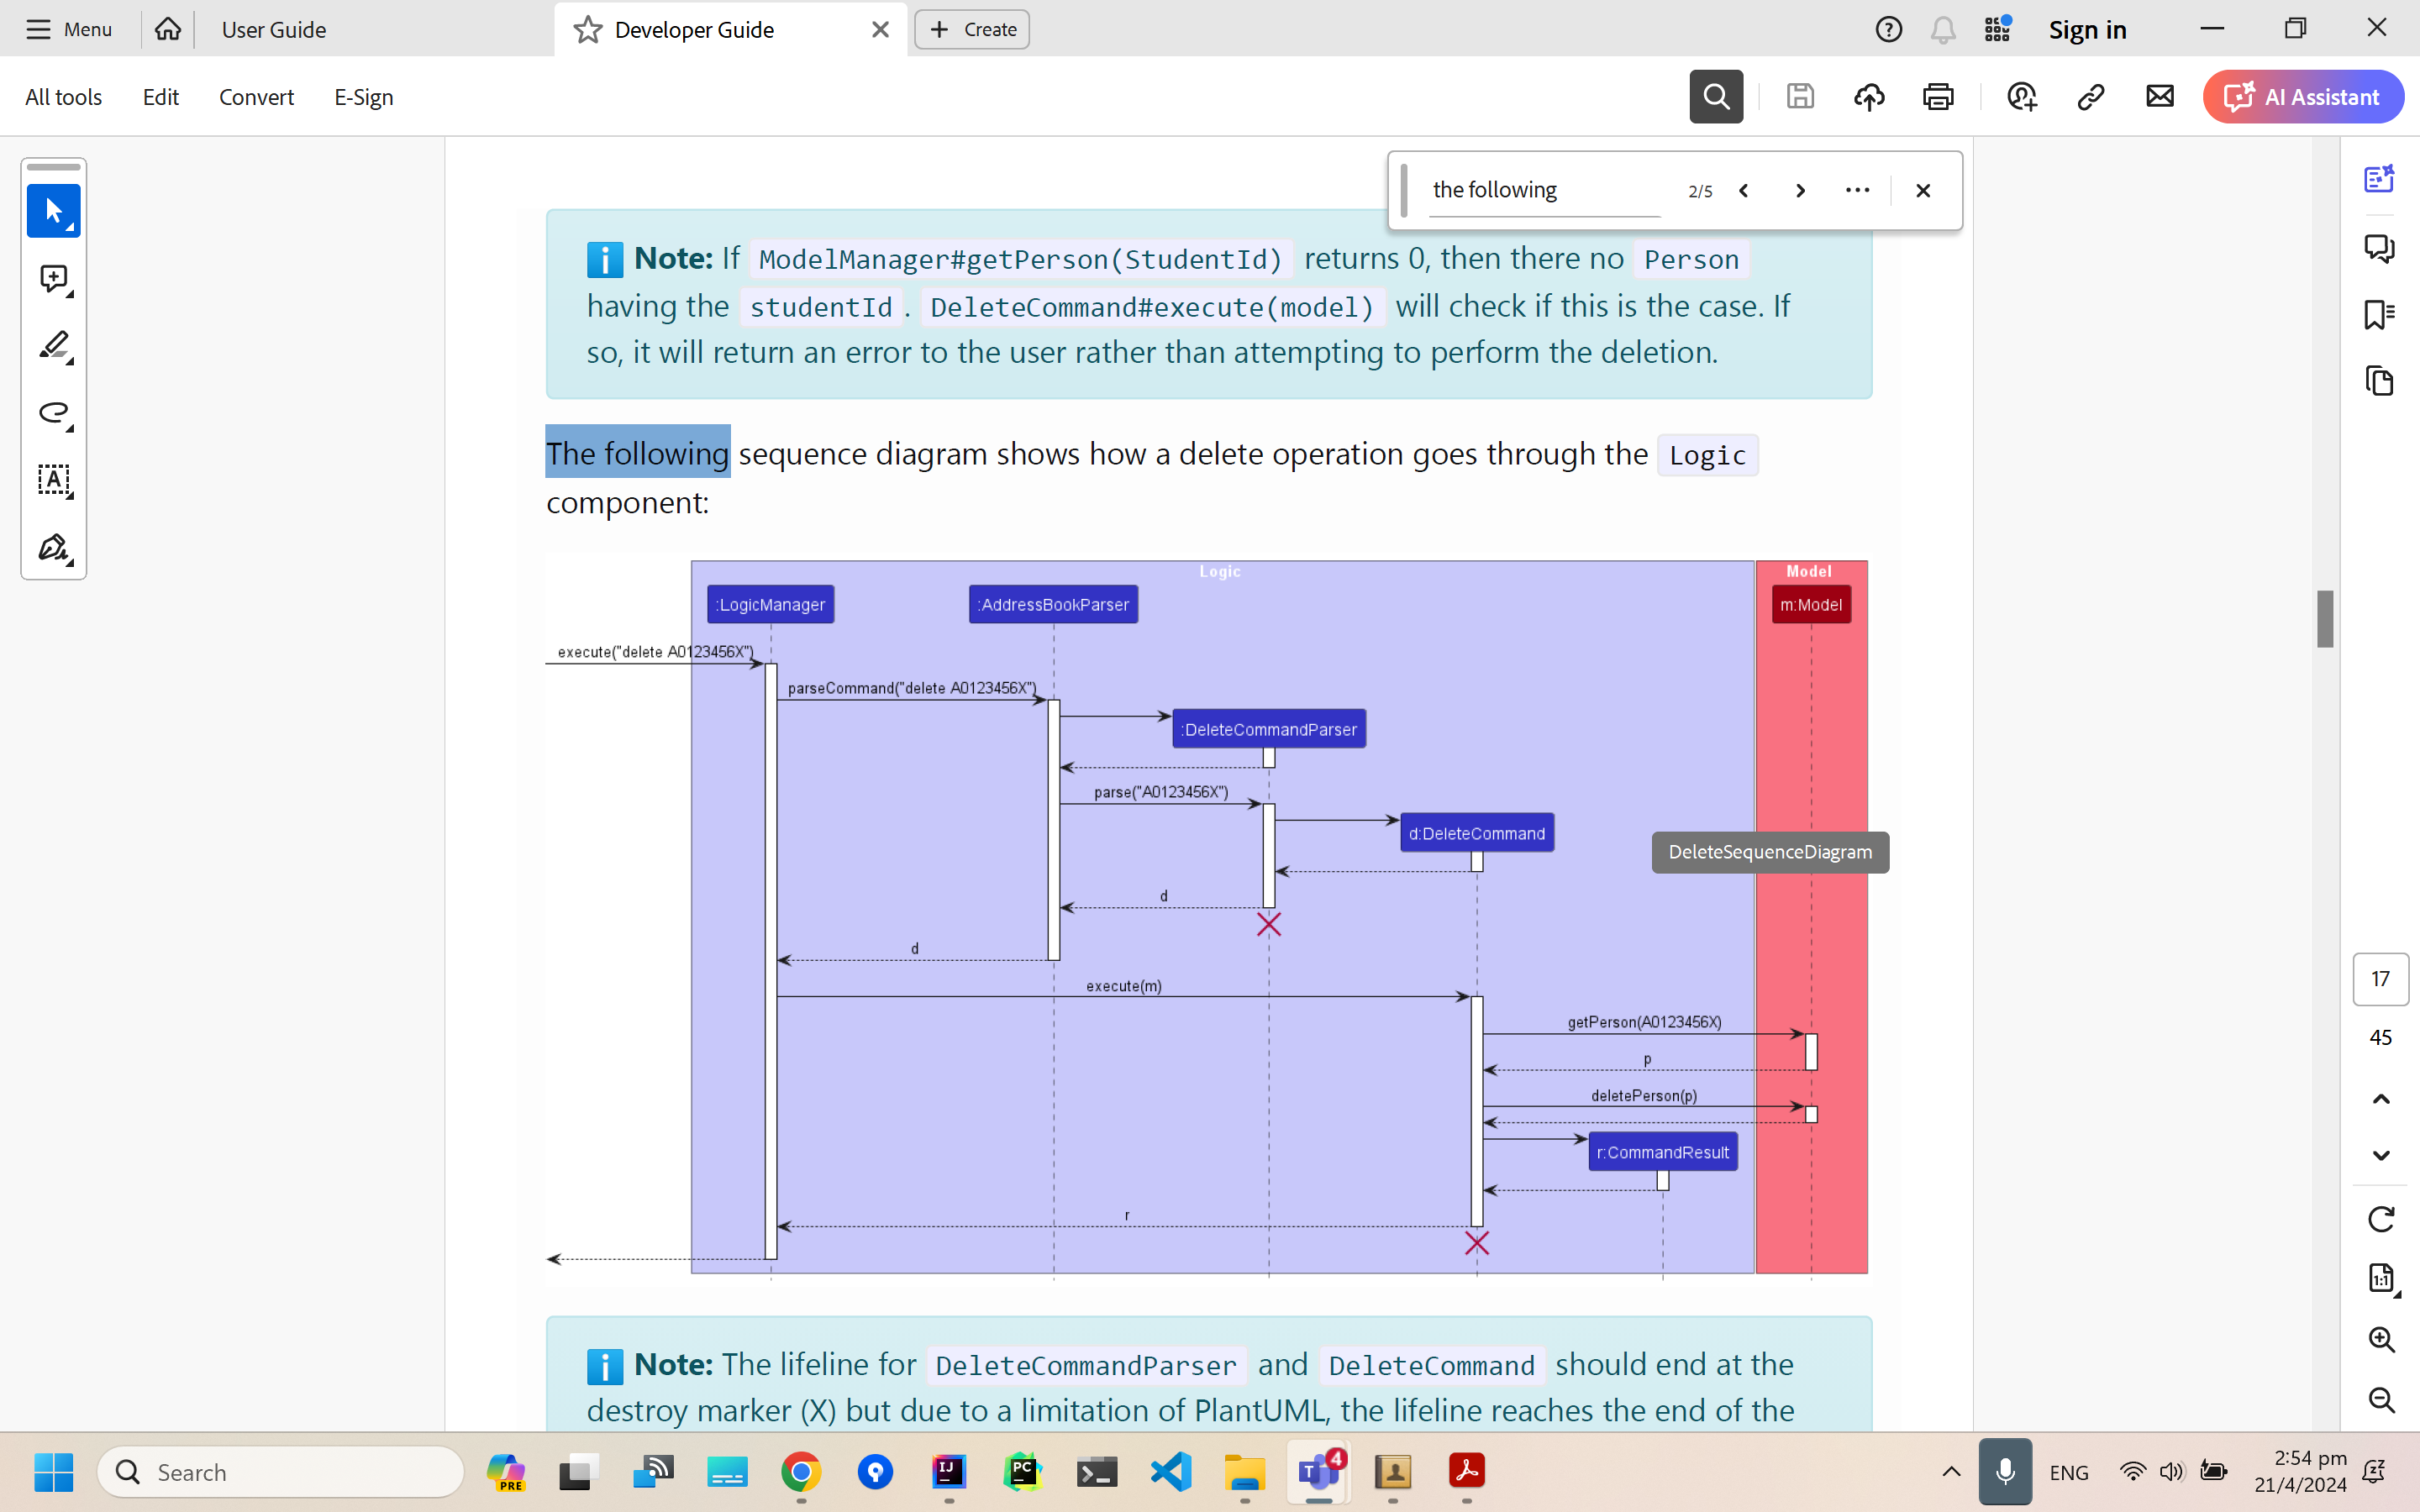 Menu
User Guide
Developer Guide
Create
Sign in
All tools
Edit
Convert
E-Sign
AI Assistant
the following
2/5
Note: If ModelManager#getPerson(StudentId) returns 0, then there no Person
having the studentId . DeleteCommand#execute(model) will check if this is the case. If
so, it will return an error to the user rather than attempting to perform the deletion.
The following sequence diagram shows how a delete operation goes through the Logic
component:
Logic
Model
:LogicManager
:AddressBookParser
m:Model
execute("delete A0123456X")
parseCommand("delete A0123456X")
:DeleteCommandParser
parse("A0123456X")
d:DeleteCommand
DeleteSequenceDiagram
d
d
execute(m)
getPerson(A0123456X)
p
deletePerson(p)
r:CommandResult
r
17
45
1:1
Note: The lifeline for DeleteCommandParser and DeleteCommand should end at the
destroy marker (X) but due to a limitation of PlantUML, the lifeline reaches the end of the
Search
PRE
IJ
PC
T
4
ENG
2:54 pm
21/4/2024